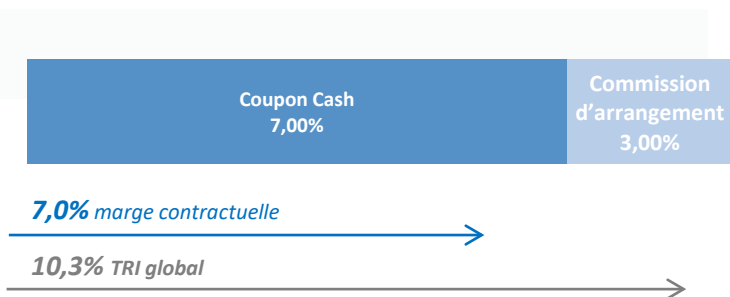 Coupon Cash
7,00%
Commission
d’arrangement
3,00%
7,0% marge contractuelle
10,3% TRI global